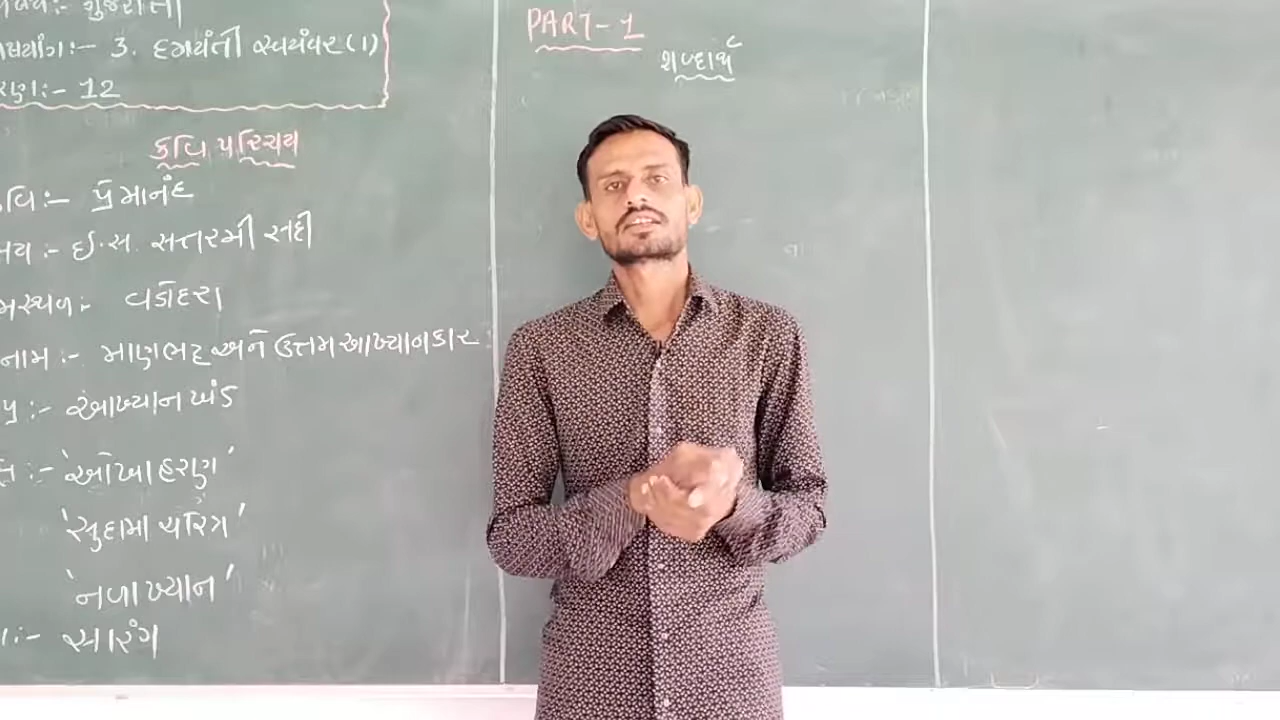 ગુજરાતી
3. દમયંતી સ્વયંવર (1)
:- 12
કવિ પરિચય
:- પ્રેમાનંદ
:- ઈ.સ. સત્તરમી સદી
:- વડોદરા
:- માણભટ્ટ અને ઉત્તમ આખ્યાનકાર
:- આખ્યાન ખંડ
:- 'ઓખાહરણ'
'સુદામા ચરિત્ર'
'નળાખ્યાન'
:- સારંગ
PART-1
શબ્દાર્થ